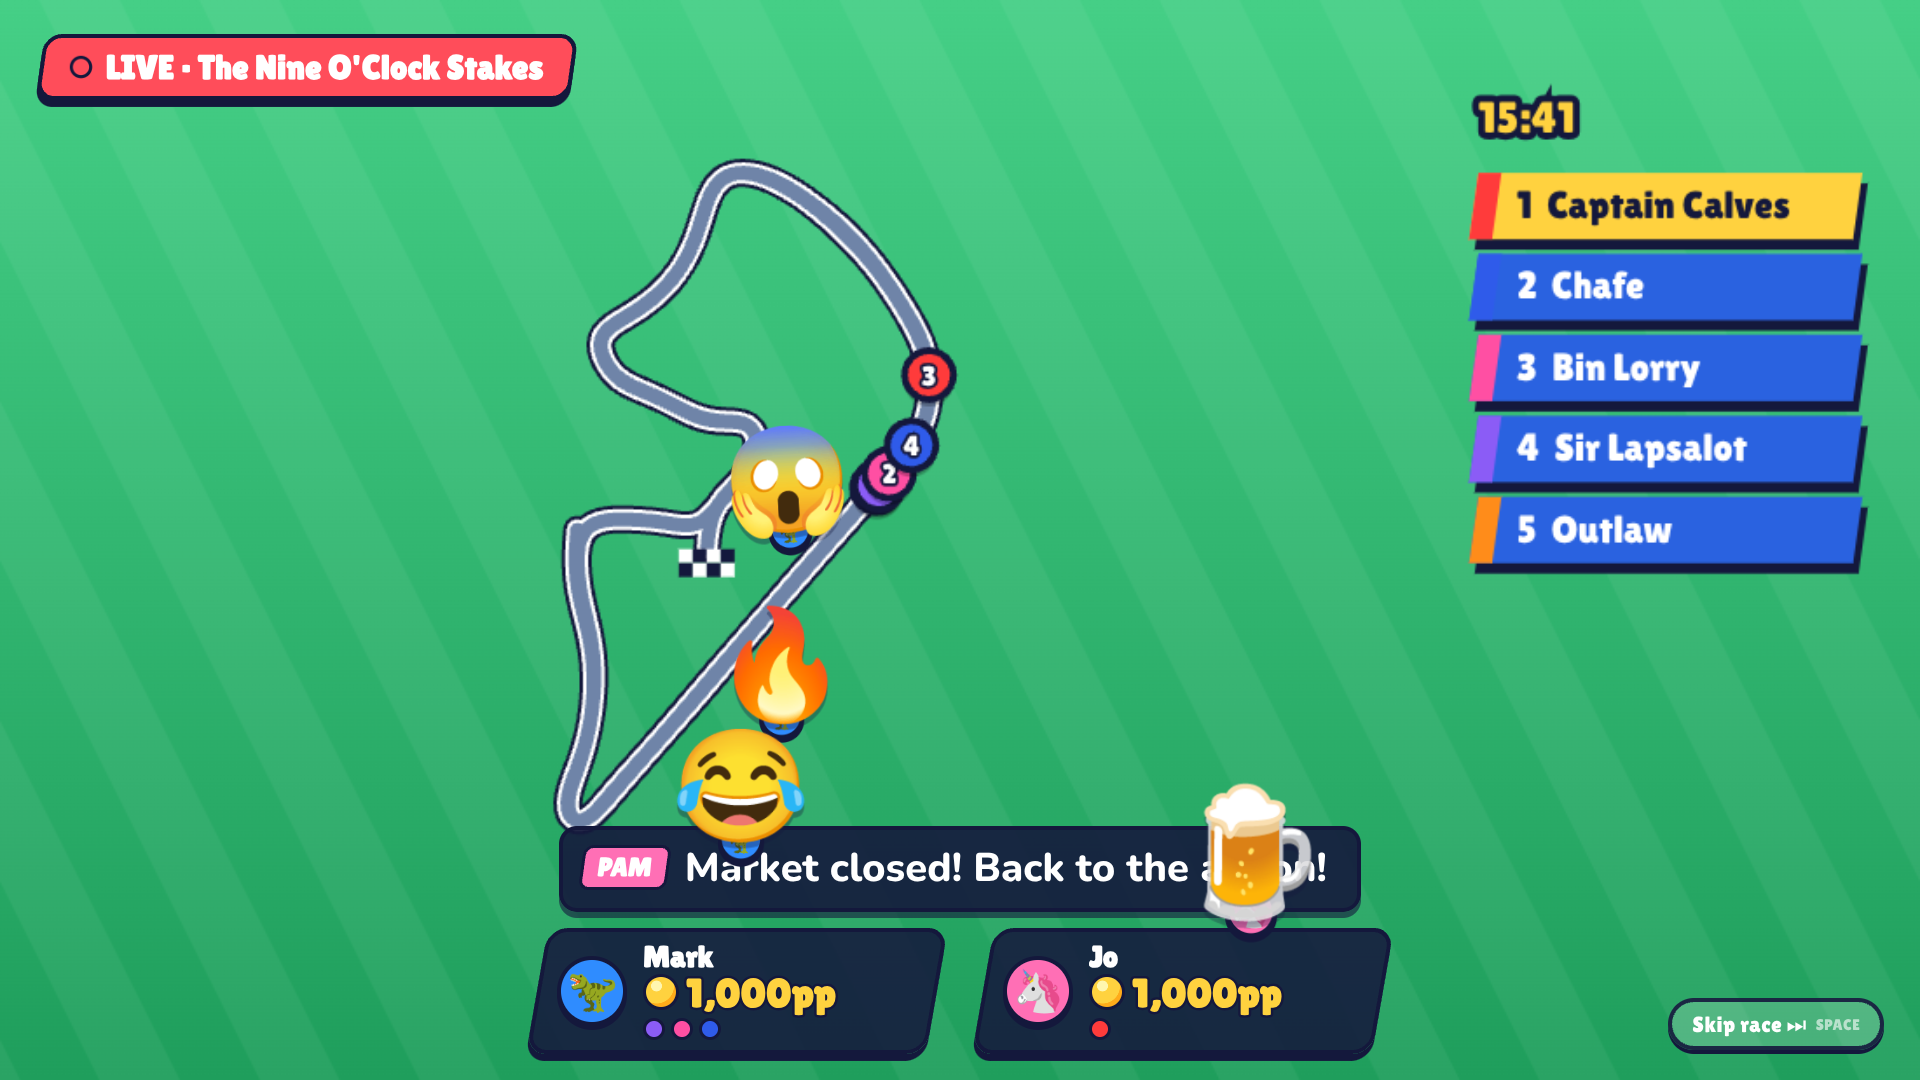 LIVE · The Nine O'Clock Stakes
15:41
1 Captain Calves
2 Chafe
3 Bin Lorry
4 Sir Lapsalot
5 Outlaw
3
4
2
PAM Market closed! Back to the
Mark
1,000pp
Jo
1,000pp
Skip race SPACE